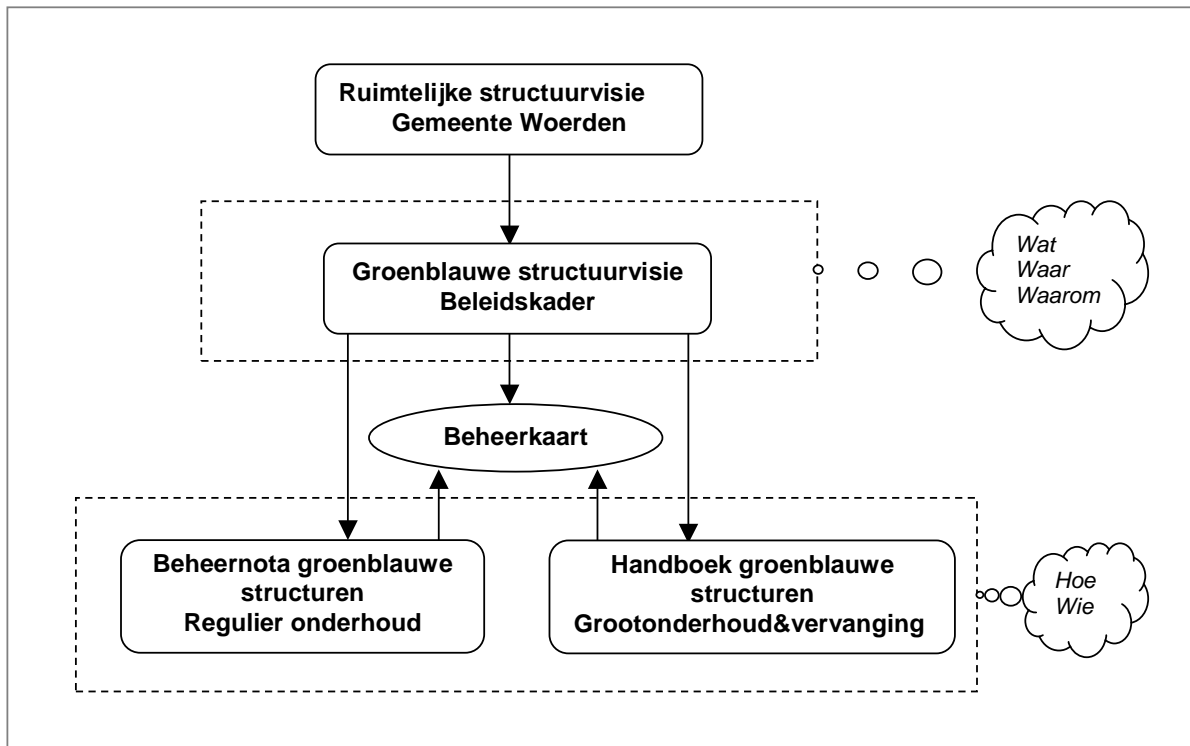 Ruimtelijke structuurvisie
Gemeente Woerden
Groenblauwe structuurvisie
Beleidskader
Wat
Waar
Waarom
Beheerkaart
Beheernota groenblauwe
structuren
Regulier onderhoud
Handboek groenblauwe
structuren
Grootonderhoud&vervanging
Hoe
Wie